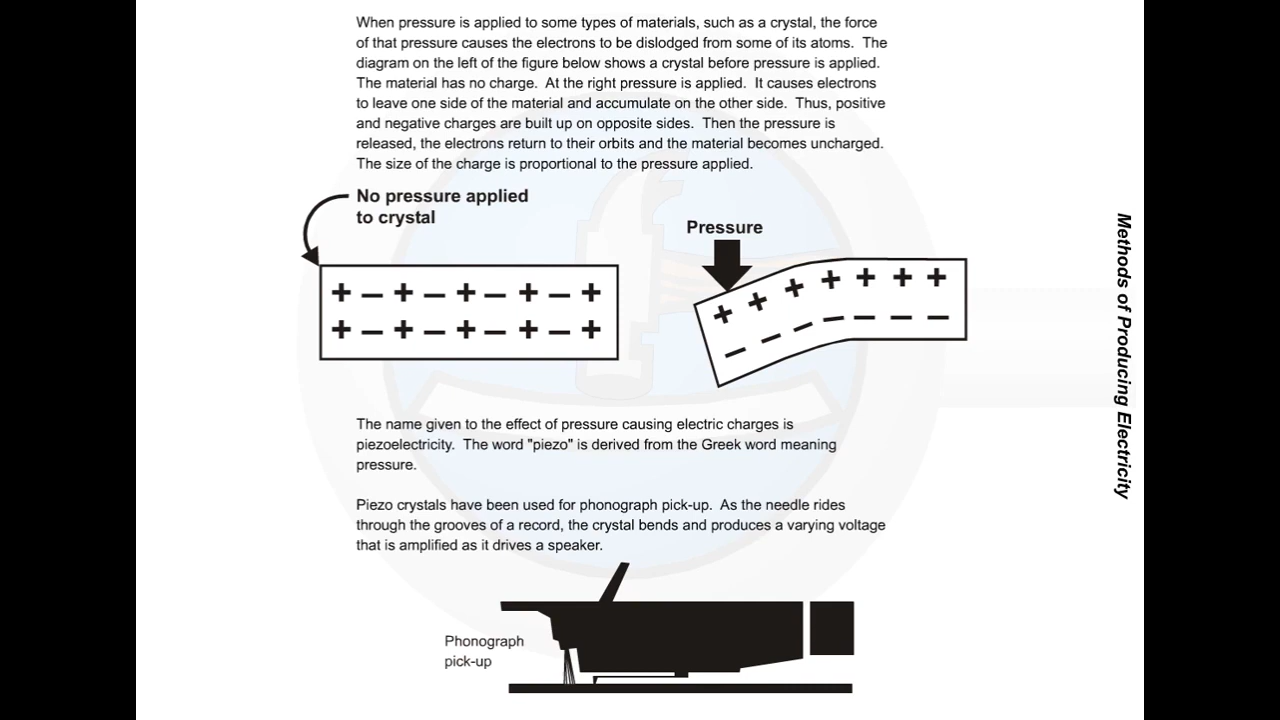 When pressure is applied to some types of materials, such as a crystal, the force
of that pressure causes the electrons to be dislodged from some of its atoms.  The
diagram on the left of the figure below shows a crystal before pressure is applied.
The material has no charge.  At the right pressure is applied.  It causes electrons
to leave one side of the material and accumulate on the other side.  Thus, positive
and negative charges are built up on opposite sides.  Then the pressure is
released, the electrons return to their orbits and the material becomes uncharged.
The size of the charge is proportional to the pressure applied.
No pressure applied
to crystal
Pressure
+ – + – + – + – +
+ – + – + – + – +
+ + + + + + +
– – – – – – –
The name given to the effect of pressure causing electric charges is
piezoelectricity.  The word "piezo" is derived from the Greek word meaning
pressure.
Piezo crystals have been used for phonograph pick-up.  As the needle rides
through the grooves of a record, the crystal bends and produces a varying voltage
that is amplified as it drives a speaker.
Phonograph
pick-up
Methods of Producing Electricity